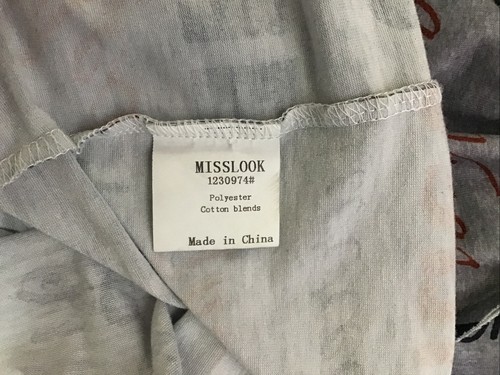 MISSLOOK
1230974#
Polyester
Cotton blends
Made in China